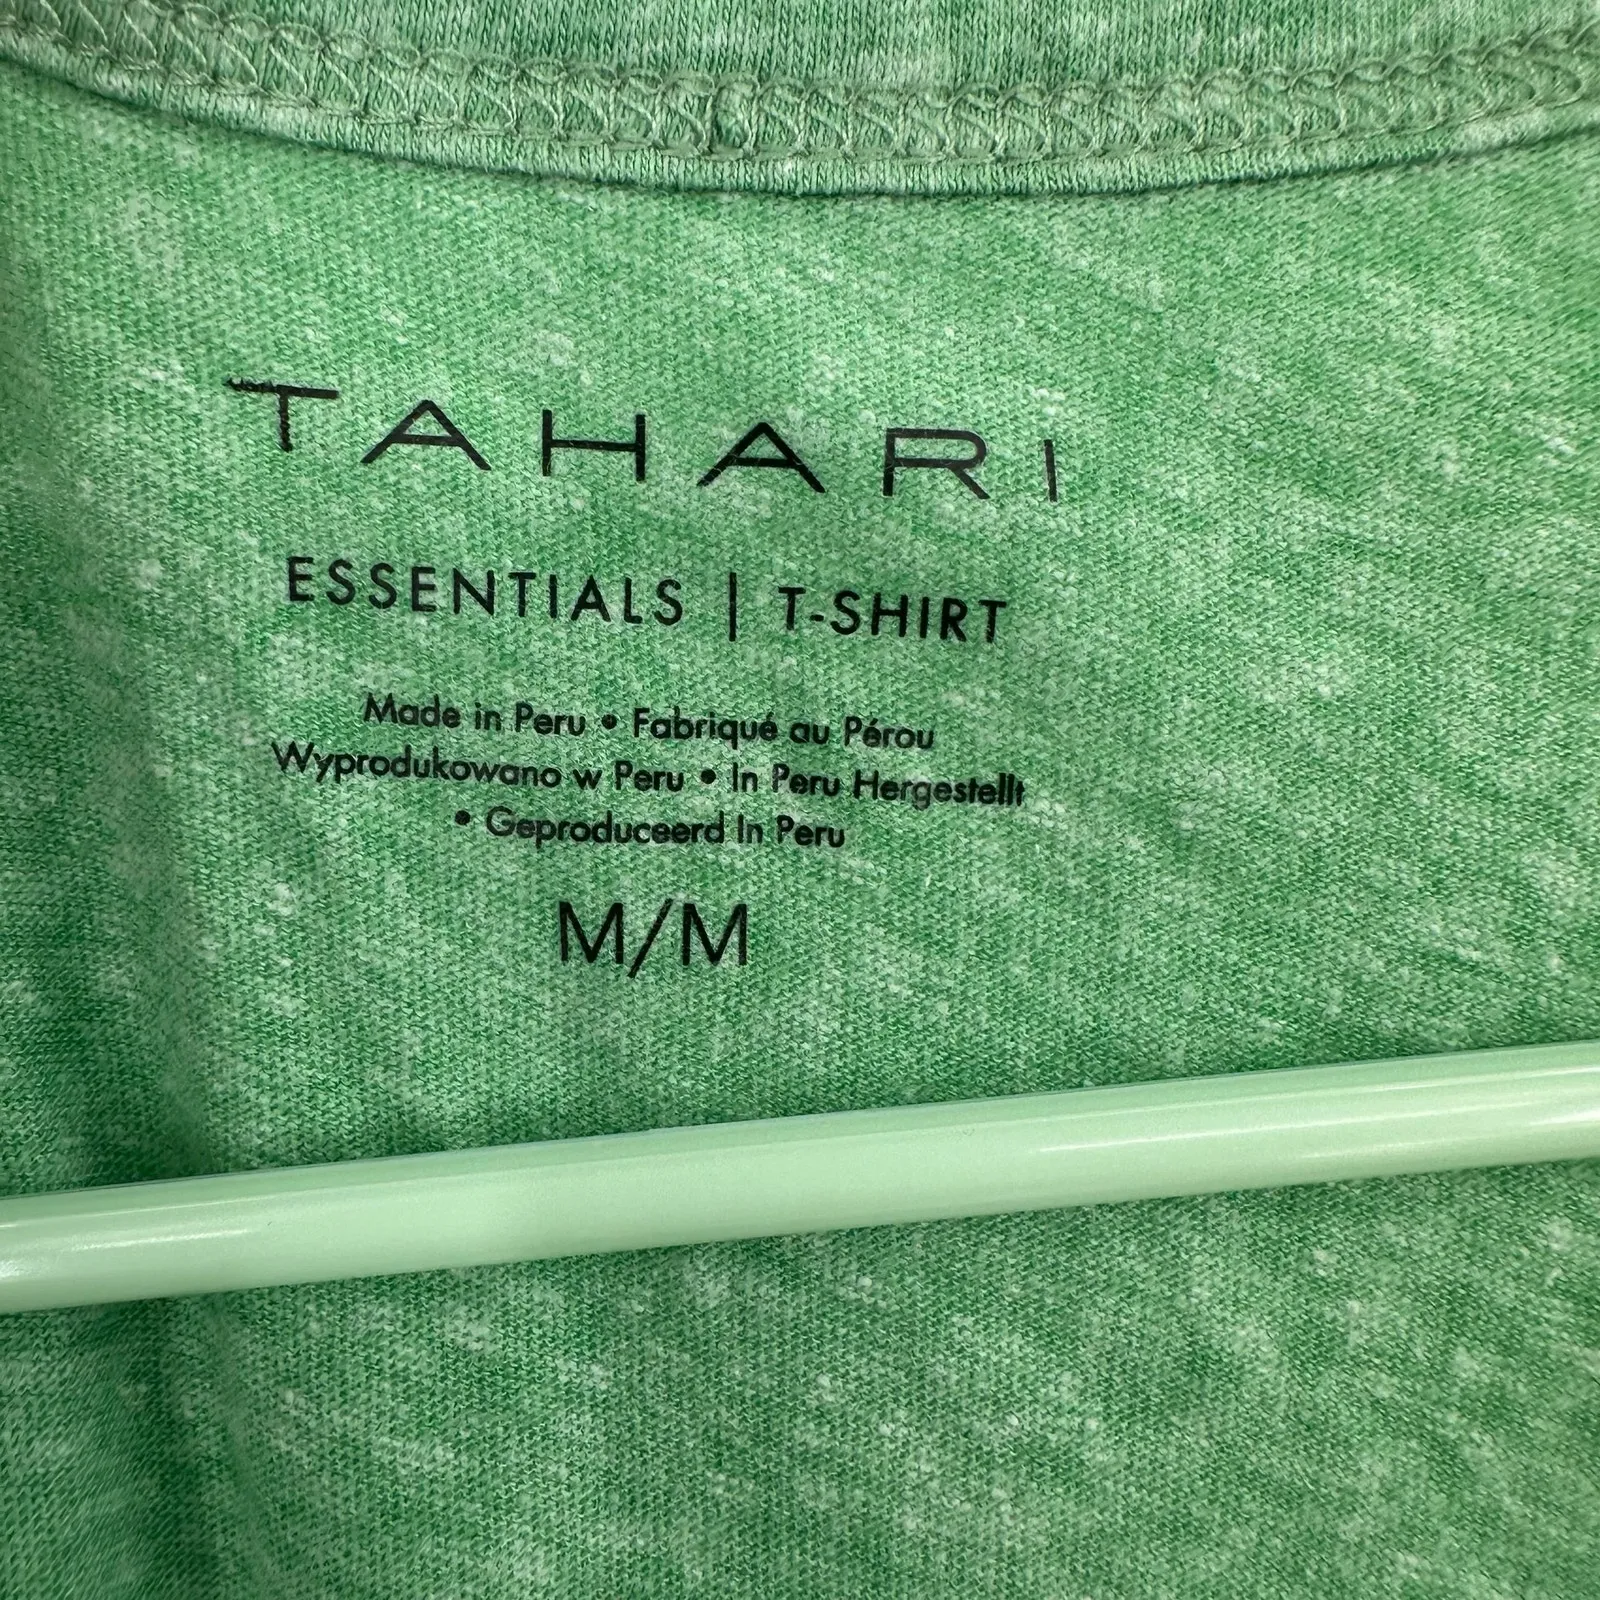 TAHARI
ESSENTIALS | T-SHIRT
Made in Peru • Fabriqué au Pérou
Wyprodukowano w Peru • In Peru Hergestellt
• Geproduceerd In Peru
M/M